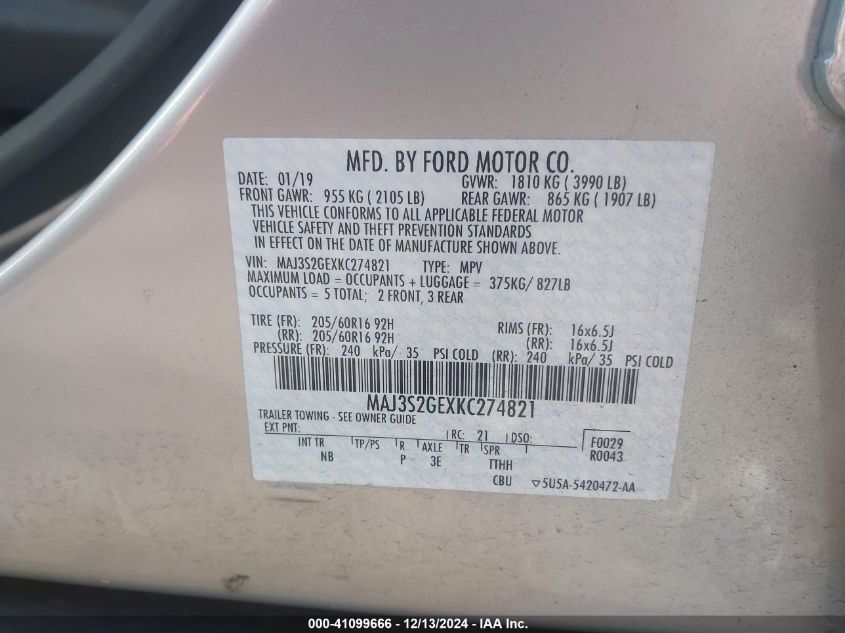 MFD. BY FORD MOTOR CO.
DATE: 01/19 GVWR: 1810 KG ( 3990 LB)
FRONT GAWR: 955 KG ( 2105 LB) REAR GAWR: 865 KG ( 1907 LB)
THIS VEHICLE CONFORMS TO ALL APPLICABLE FEDERAL MOTOR
VEHICLE SAFETY AND THEFT PREVENTION STANDARDS
IN EFFECT ON THE DATE OF MANUFACTURE SHOWN ABOVE.
VIN: MAJ3S2GEXKC274821 TYPE: MPV
MAXIMUM LOAD = OCCUPANTS + LUGGAGE = 375KG/ 827LB
OCCUPANTS = 5 TOTAL; 2 FRONT, 3 REAR
TIRE (FR): 205/60R16 92H RIMS (FR): 16x6.5J
(RR): 205/60R16 92H (RR): 16x6.5J
PRESSURE (FR): 240 kPa/ 35 PSI COLD (RR): 240 kPa/ 35 PSI COLD
MAJ3S2GEXKC274821
TRAILER TOWING - SEE OWNER GUIDE
EXT PNT: RC: 21 DSO: F0029
INT TR TP/PS R AXLE TR SPR R0043
NB P 3E TTHH
CBU ▽5U5A-5420472-AA
000-41099666 - 12/13/2024 - IAA Inc.